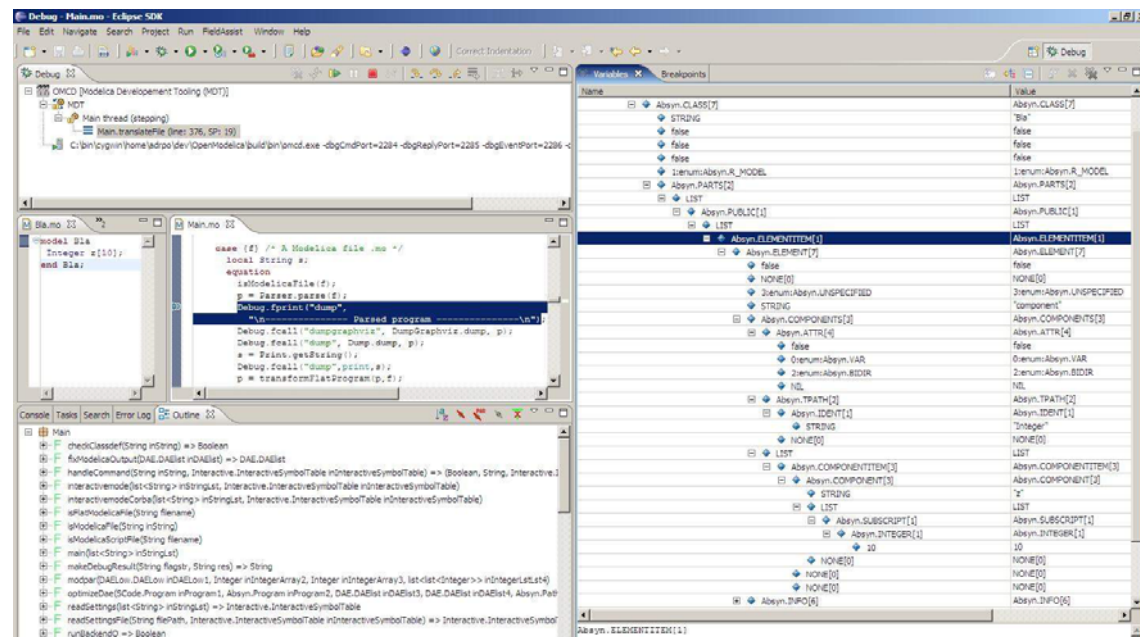 Debug - Main.mo - Eclipse SDK
File Edit Navigate Search Project Run FieldAssist Window Help
Correct Indentation
Debug
Debug
OMCD [Modelica Developement Tooling (MDT)]
MDT
Main thread (stepping)
Main.translateFile (line: 376, SP: 19)
C:\bin\cygwin\home\adrpo\dev\OpenModelica\build\bin\omcd.exe -dbgCmdPort=2284 -dbgReplyPort=2285 -dbgEventPort=2286 -c
Bla.mo
model Bla
Integer z[10];
end Bla;
Main.mo
case (f) /* A Modelica file .mo */
local String s;
equation
isModelicaFile(f);
p = Parser.parse(f);
Debug.fprint("dump",
"\n--------------- Parsed program ---------------\n");
Debug.fcall("dumpgraphviz", DumpGraphviz.dump, p);
Debug.fcall("dump", Dump.dump, p);
s = Print.getString();
Debug.fcall("dump",print,s);
p = transformFlatProgram(p,f);
Console Tasks Search Error Log Outline
Main
checkClassdef(String inString) => Boolean
fixModelicaOutput(DAE.DAElist inDAElist) => DAE.DAElist
handleCommand(String inString, Interactive.InteractiveSymbolTable inInteractiveSymbolTable) => (Boolean, String, Interactive.I
interactivemode(list<String> inStringLst, Interactive.InteractiveSymbolTable inInteractiveSymbolTable)
interactivemodeCorba(list<String> inStringLst, Interactive.InteractiveSymbolTable inInteractiveSymbolTable)
isFlatModelicaFile(String filename)
isModelicaFile(String inString)
isModelicaScriptFile(String filename)
main(list<String> inStringLst)
makeDebugResult(String flagstr, String res) => String
modpar(DAELow.DAELow inDAELow1, Integer inIntegerArray2, Integer inIntegerArray3, list<list<Integer>> inIntegerLstLst4)
optimizeDae(SCode.Program inProgram1, Absyn.Program inProgram2, DAE.DAElist inDAElist3, DAE.DAElist inDAElist4, Absyn.Path
readSettings(list<String> inStringLst) => Interactive.InteractiveSymbolTable
readSettingsFile(String filePath, Interactive.InteractiveSymbolTable inInteractiveSymbolTable) => Interactive.InteractiveSymbol
runBackendQ => Boolean
Variables Breakpoints
Name Value
Absyn.CLASS[7] Absyn.CLASS[7]
STRING "Bla"
false false
false false
false false
1:enum:Absyn.R_MODEL 1:enum:Absyn.R_MODEL
Absyn.PARTS[2] Absyn.PARTS[2]
LIST LIST
Absyn.PUBLIC[1] Absyn.PUBLIC[1]
LIST LIST
Absyn.ELEMENTITEM[1] Absyn.ELEMENTITEM[1]
Absyn.ELEMENT[7] Absyn.ELEMENT[7]
false false
NONE[0] NONE[0]
3:enum:Absyn.UNSPECIFIED 3:enum:Absyn.UNSPECIFIED
STRING "component"
Absyn.COMPONENTS[3] Absyn.COMPONENTS[3]
Absyn.ATTR[4] Absyn.ATTR[4]
false false
0:enum:Absyn.VAR 0:enum:Absyn.VAR
2:enum:Absyn.BIDIR 2:enum:Absyn.BIDIR
NIL NIL
Absyn.TPATH[2] Absyn.TPATH[2]
Absyn.IDENT[1] Absyn.IDENT[1]
STRING "Integer"
NONE[0] NONE[0]
LIST LIST
Absyn.COMPONENTITEM[3] Absyn.COMPONENTITEM[3]
Absyn.COMPONENT[3] Absyn.COMPONENT[3]
STRING "z"
LIST LIST
Absyn.SUBSCRIPT[1] Absyn.SUBSCRIPT[1]
Absyn.INTEGER[1] Absyn.INTEGER[1]
10 10
NONE[0] NONE[0]
NONE[0] NONE[0]
NONE[0] NONE[0]
Absyn.INFO[6] Absyn.INFO[6]
Absyn.ELEMENTITEM[1]